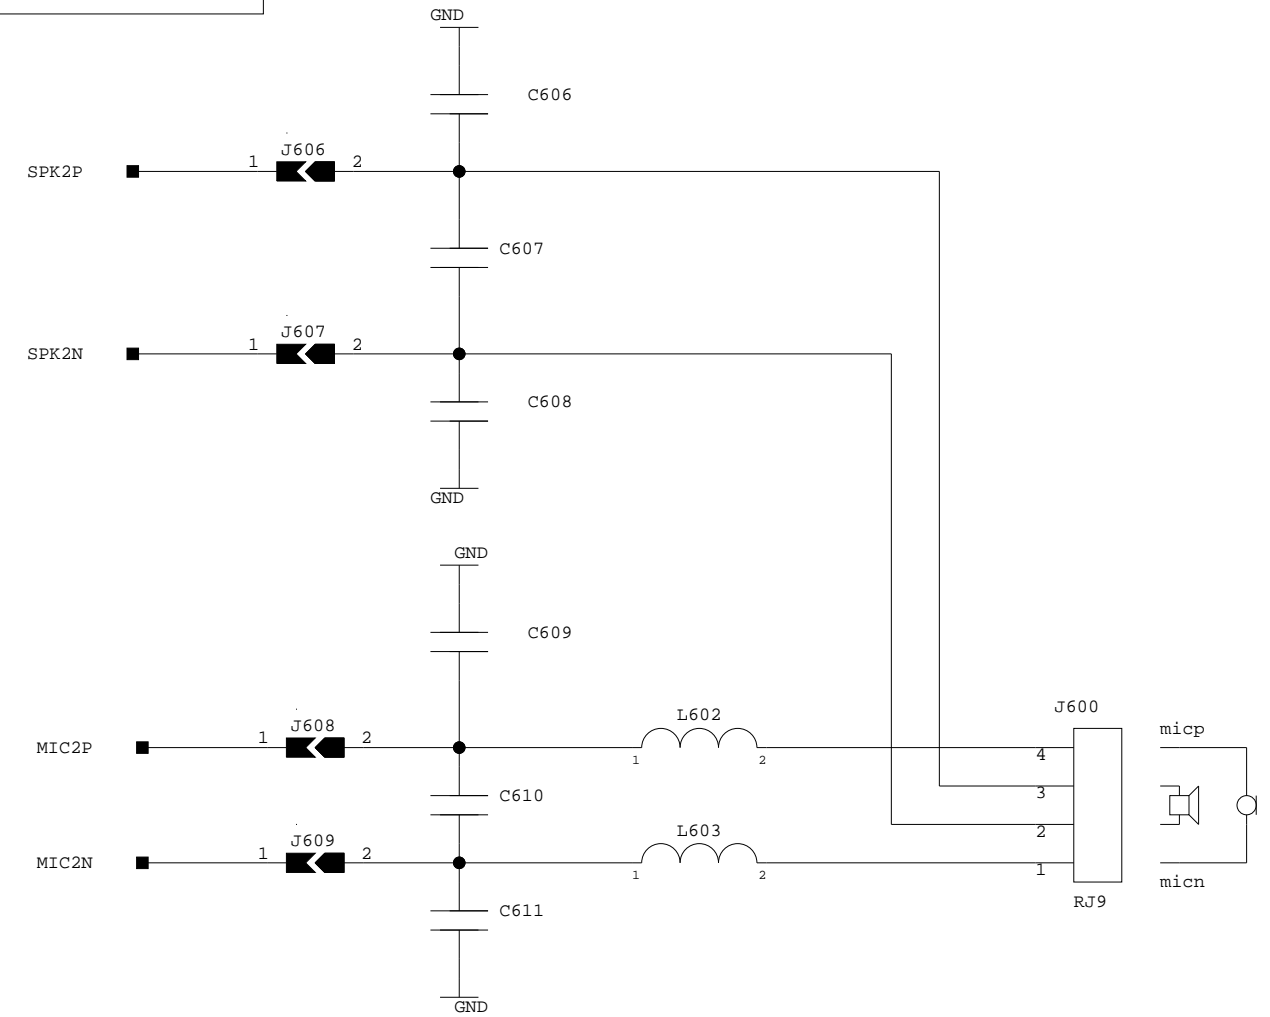 GND
C606
J606
1 2
SPK2P
C607
J607
1 2
SPK2N
C608
GND
GND
C609
J608
1 2
MIC2P
L602
1 2
C610
J609
1 2
MIC2N
L603
1 2
C611
GND
J600
4
3
2
1
RJ9
micp
micn